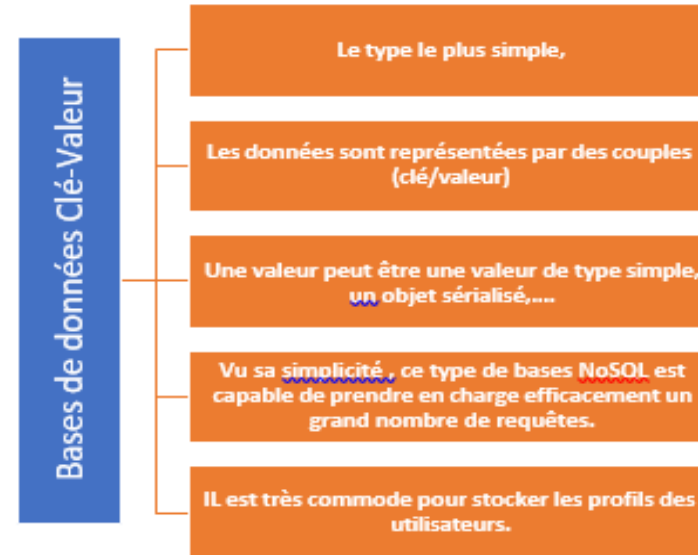 Bases de données Clé-Valeur
Le type le plus simple,
Les données sont représentées par des couples
(clé/valeur)
Une valeur peut être une valeur de type simple,
un objet sérialisé,....
Vu sa simplicité , ce type de bases NoSQL est
capable de prendre en charge efficacement un
grand nombre de requêtes.
IL est très commode pour stocker les profils des
utilisateurs.